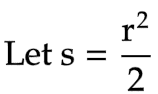 Let s = r²/2